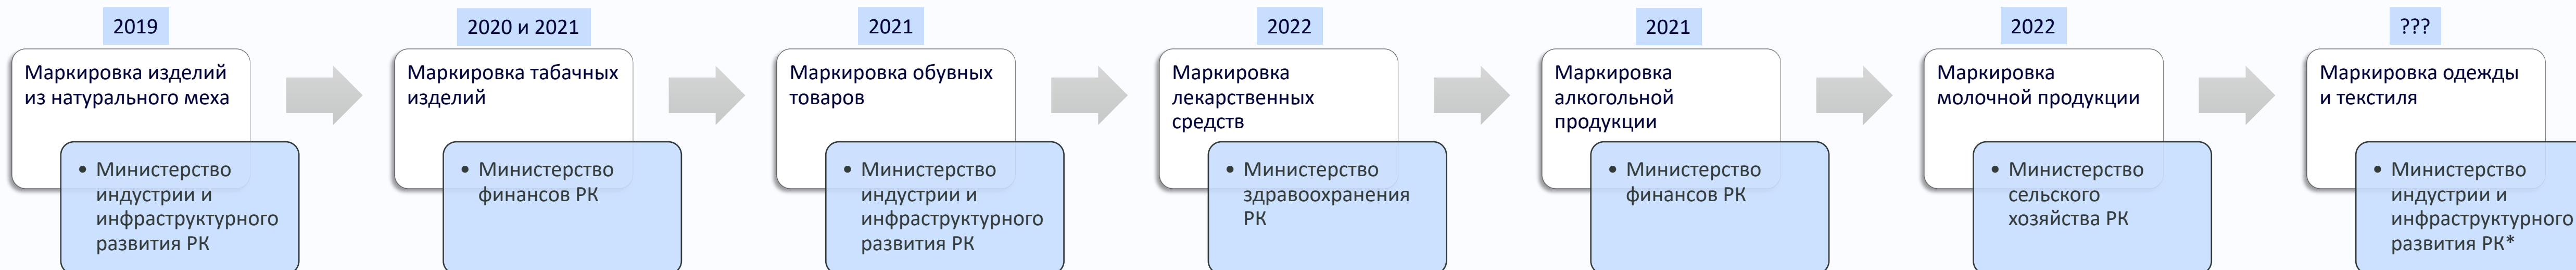 2019
Маркировка изделий
из натурального меха
• Министерство
индустрии и
инфраструктурного
развития РК
2020 и 2021
Маркировка табачных
изделий
• Министерство
финансов РК
2021
Маркировка обувных
товаров
• Министерство
индустрии и
инфраструктурного
развития РК
2022
Маркировка
лекарственных
средств
• Министерство
здравоохранения
РК
2021
Маркировка
алкогольной
продукции
• Министерство
финансов РК
2022
Маркировка
молочной продукции
• Министерство
сельского
хозяйства РК
???
Маркировка одежды
и текстиля
• Министерство
индустрии и
инфраструктурного
развития РК*